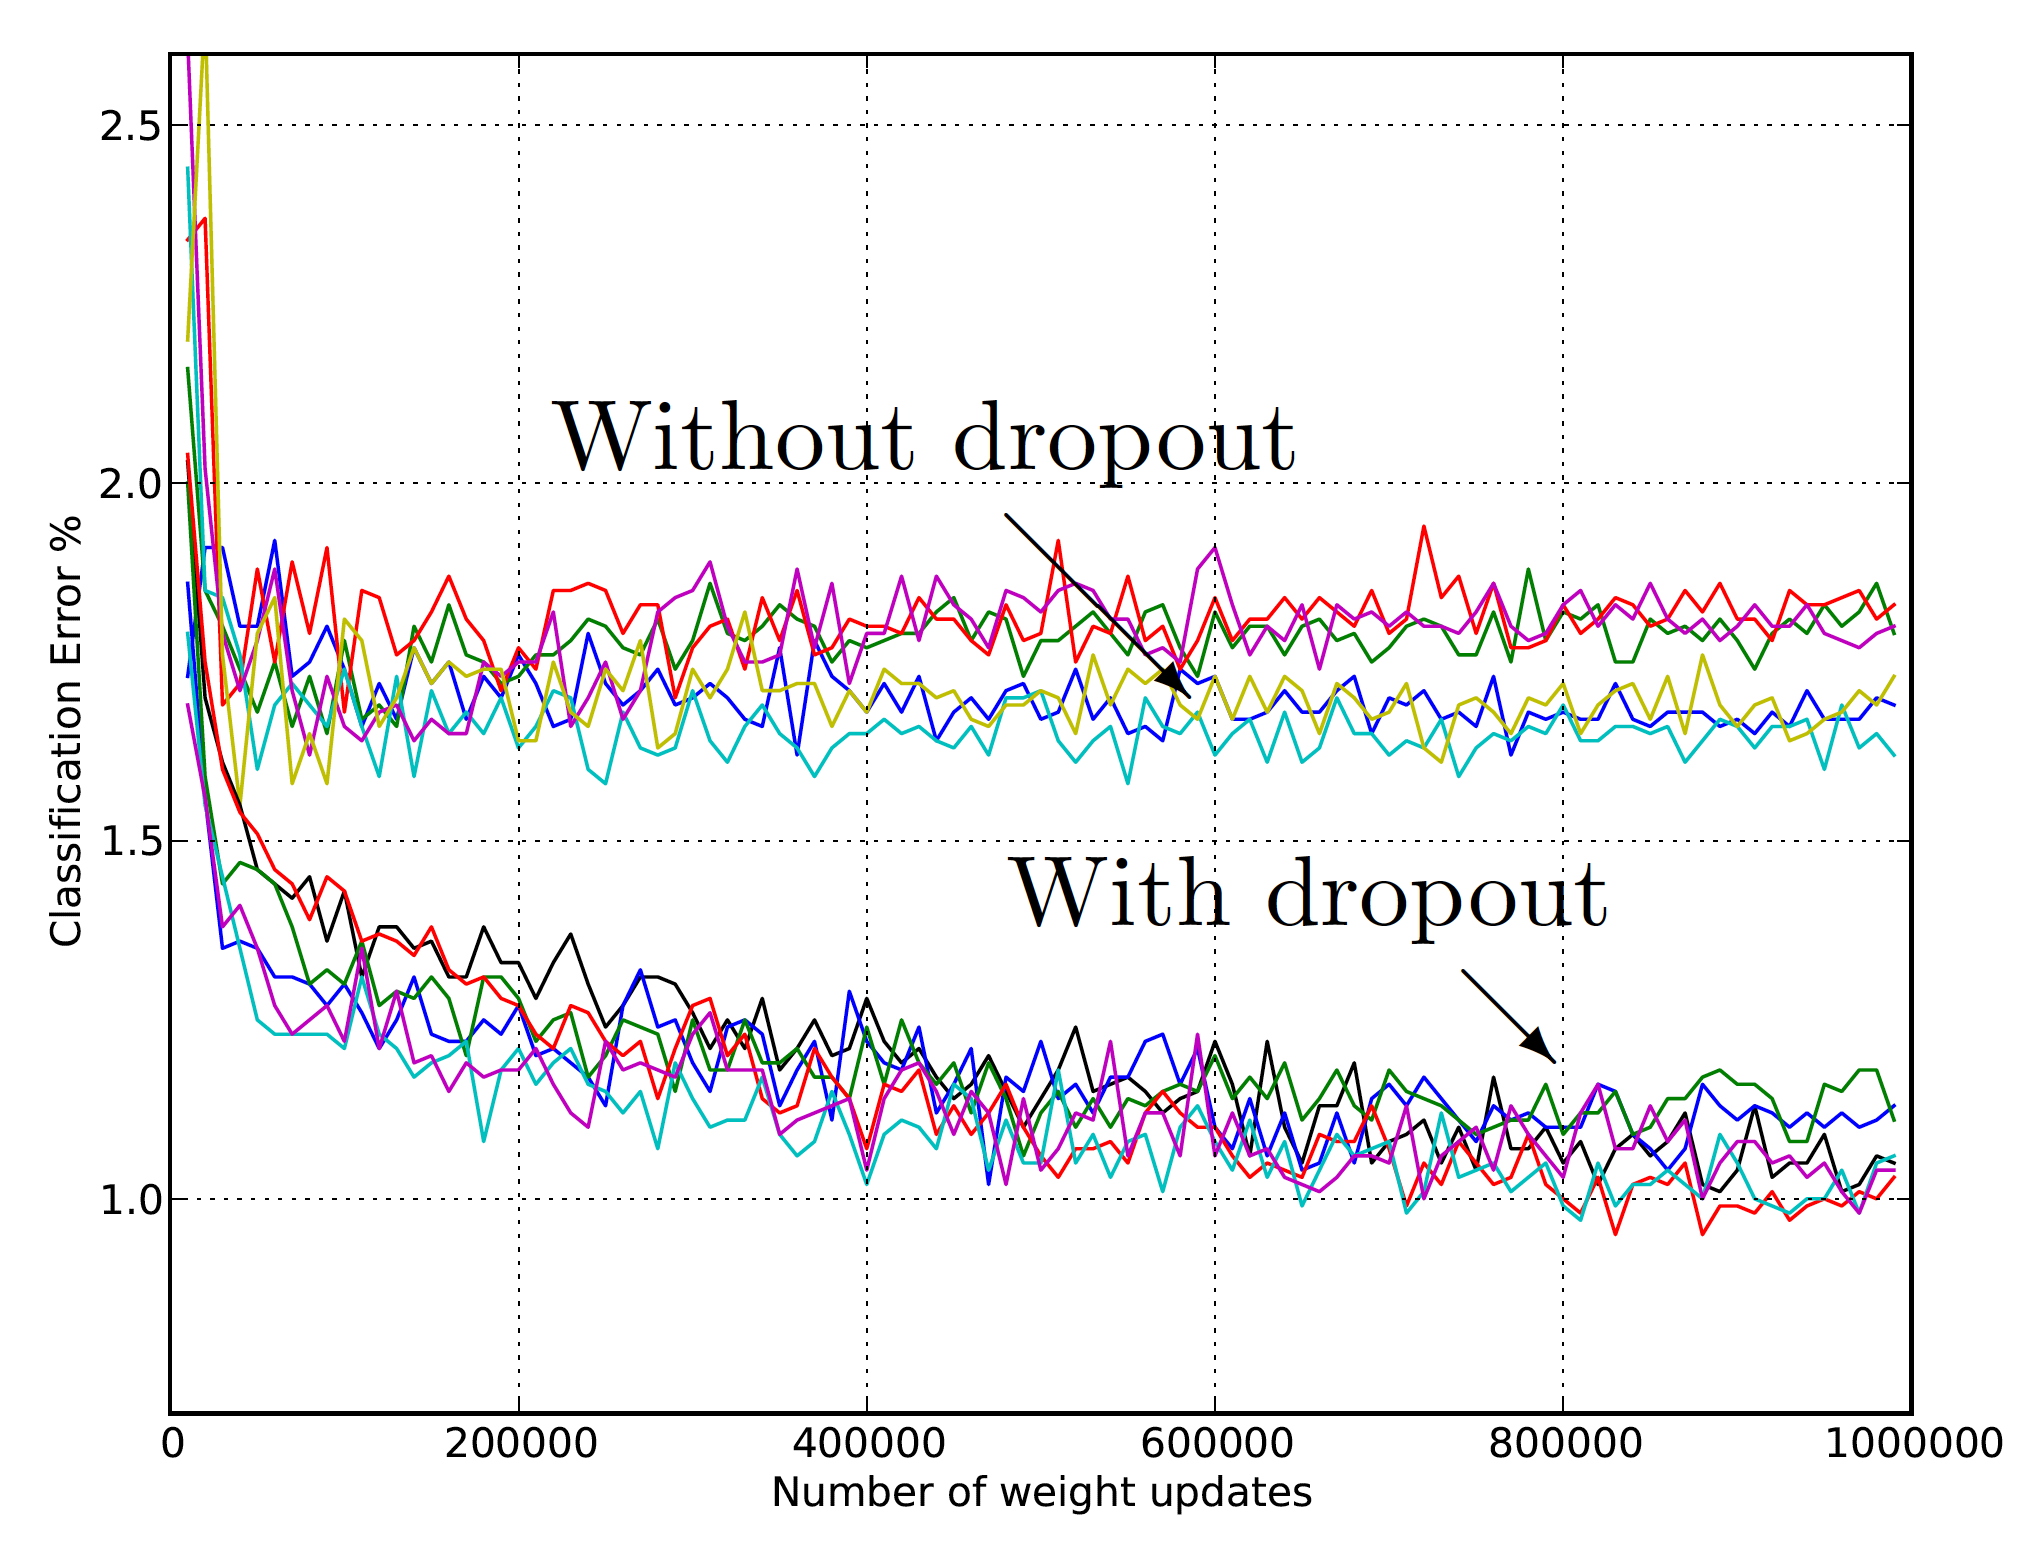 2.5
2.0
1.5
1.0
Classification Error %
Without dropout
With dropout
0 200000 400000 600000 800000 1000000
Number of weight updates